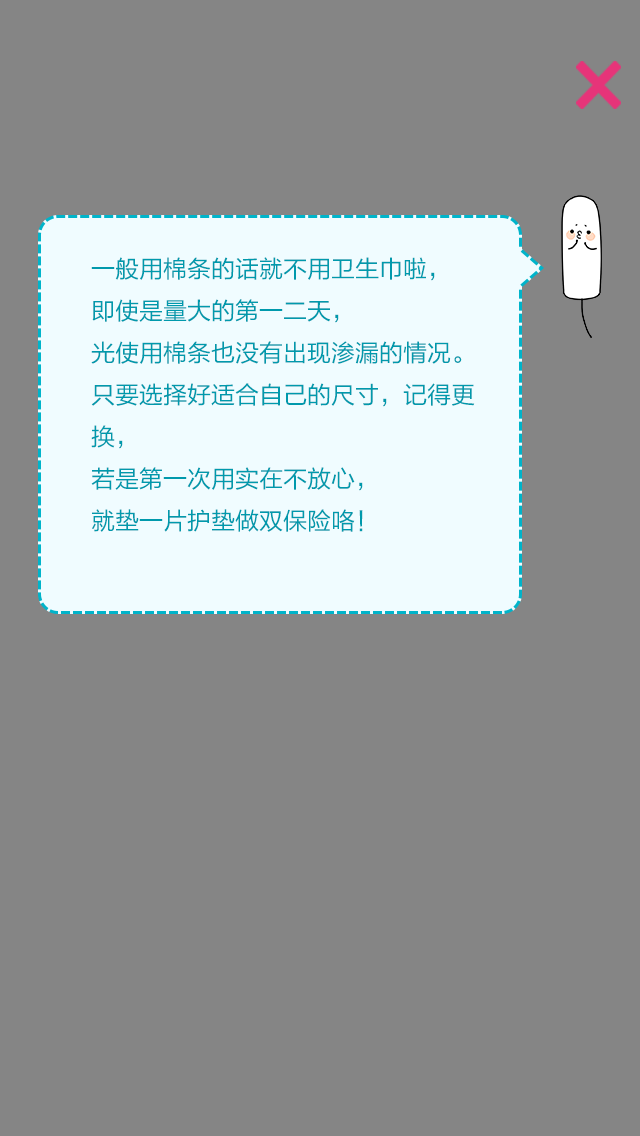 一般用棉条的话就不用卫生巾啦，
即使是量大的第一二天，
光使用棉条也没有出现渗漏的情况。
只要选择好适合自己的尺寸，记得更
换，
若是第一次用实在不放心，
就垫一片护垫做双保险咯！